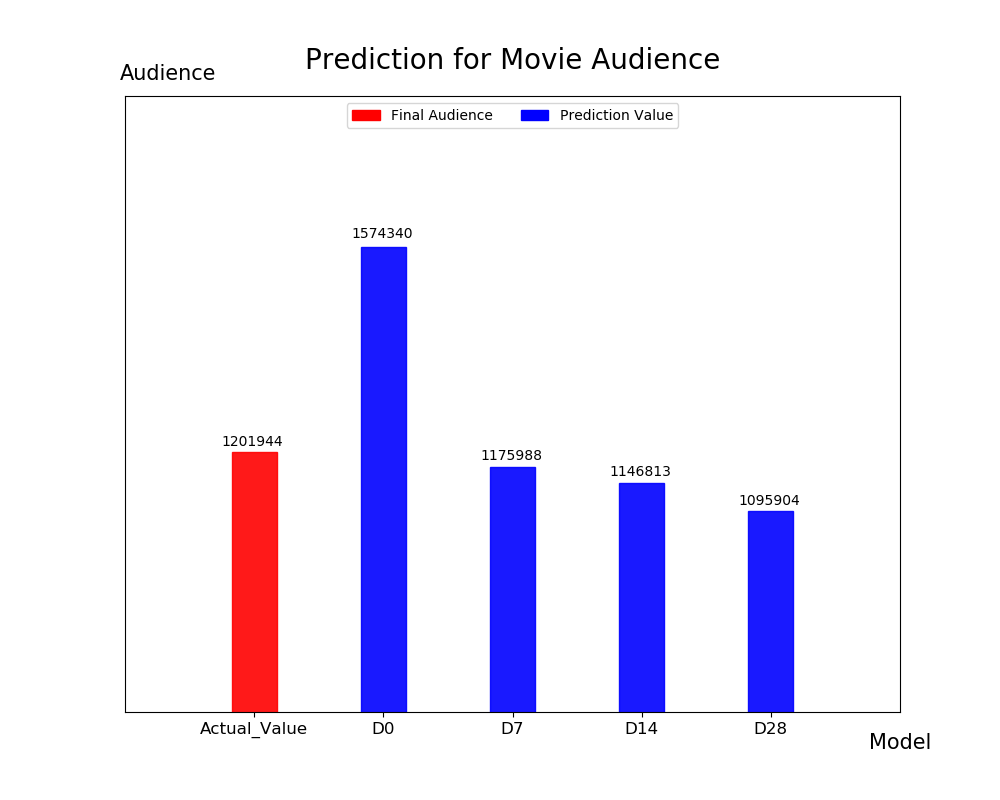 Prediction for Movie Audience
Audience
Final Audience
Prediction Value
1574340
1201944
1175988
1146813
1095904
Actual_Value
D0
D7
D14
D28
Model